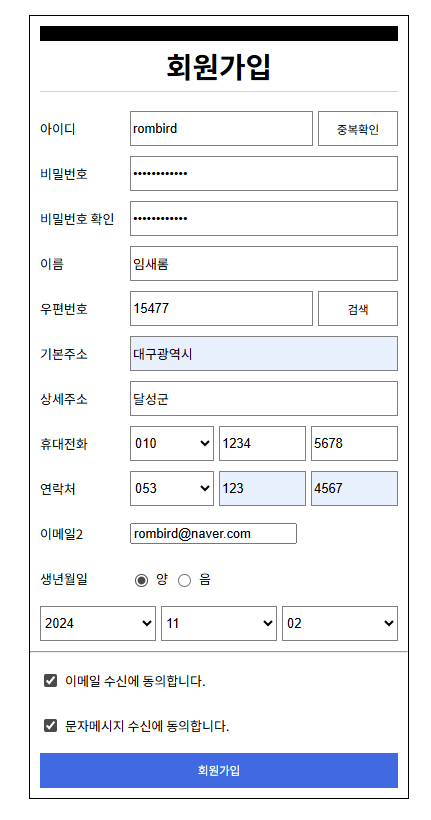 회원가입
아이디 rombird 중복확인
비밀번호 ••••••••••••
비밀번호 확인 ••••••••••••
이름 임새롬
우편번호 15477 검색
기본주소 대구광역시
상세주소 달성군
휴대전화 010 1234 5678
연락처 053 123 4567
이메일2 rombird@naver.com
생년월일 양 음
2024 11 02
이메일 수신에 동의합니다.
문자메시지 수신에 동의합니다.
회원가입